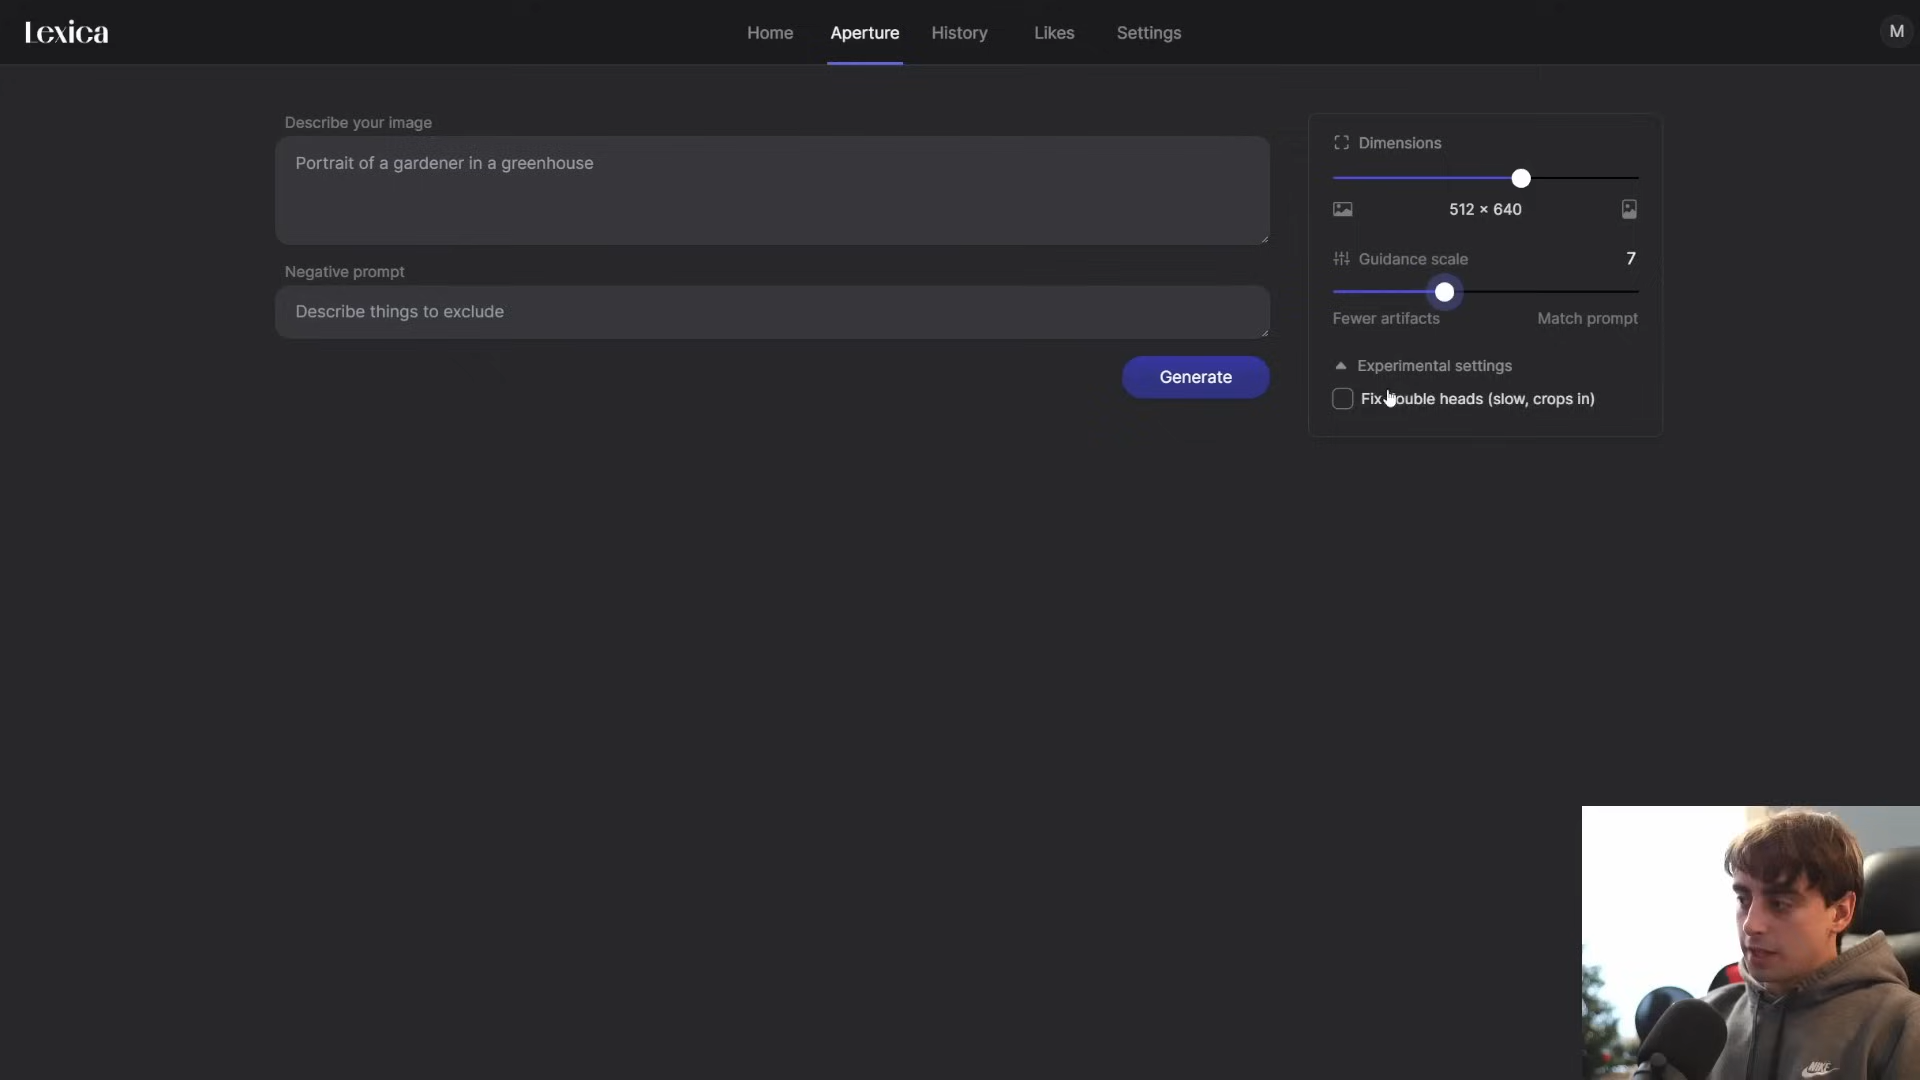 Lexica
Home Aperture History Likes Settings
M
Describe your image
Portrait of a gardener in a greenhouse
Negative prompt
Describe things to exclude
Generate
Dimensions
512 × 640
Guidance scale 7
Fewer artifacts Match prompt
Experimental settings
Fix double heads (slow, crops in)
NIKE